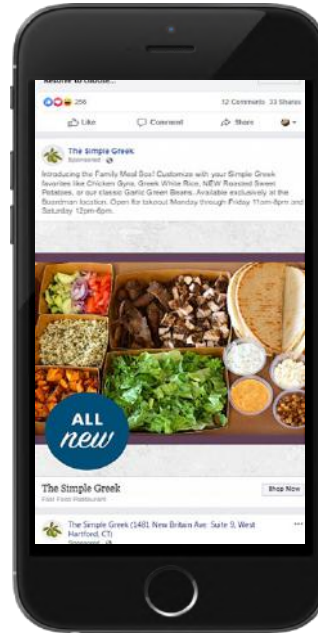 Resolve to choose...
256 12 Comments 33 Shares
Like Comment Share
The Simple Greek
Sponsored
Introducing the Family Meal Box! Customize with your Simple Greek
favorites like Chicken Gyro, Greek White Rice, NEW Roasted Sweet
Potatoes, or our classic Garlic Green Beans. Available exclusively at the
Boardman location. Open for takeout Monday through Friday 11am-8pm and
Saturday 12pm-6pm.
ALL
new
The Simple Greek
Fast Food Restaurant
Shop Now
The Simple Greek (1481 New Britain Ave. Suite 9, West
Hartford, CT)
Sponsored